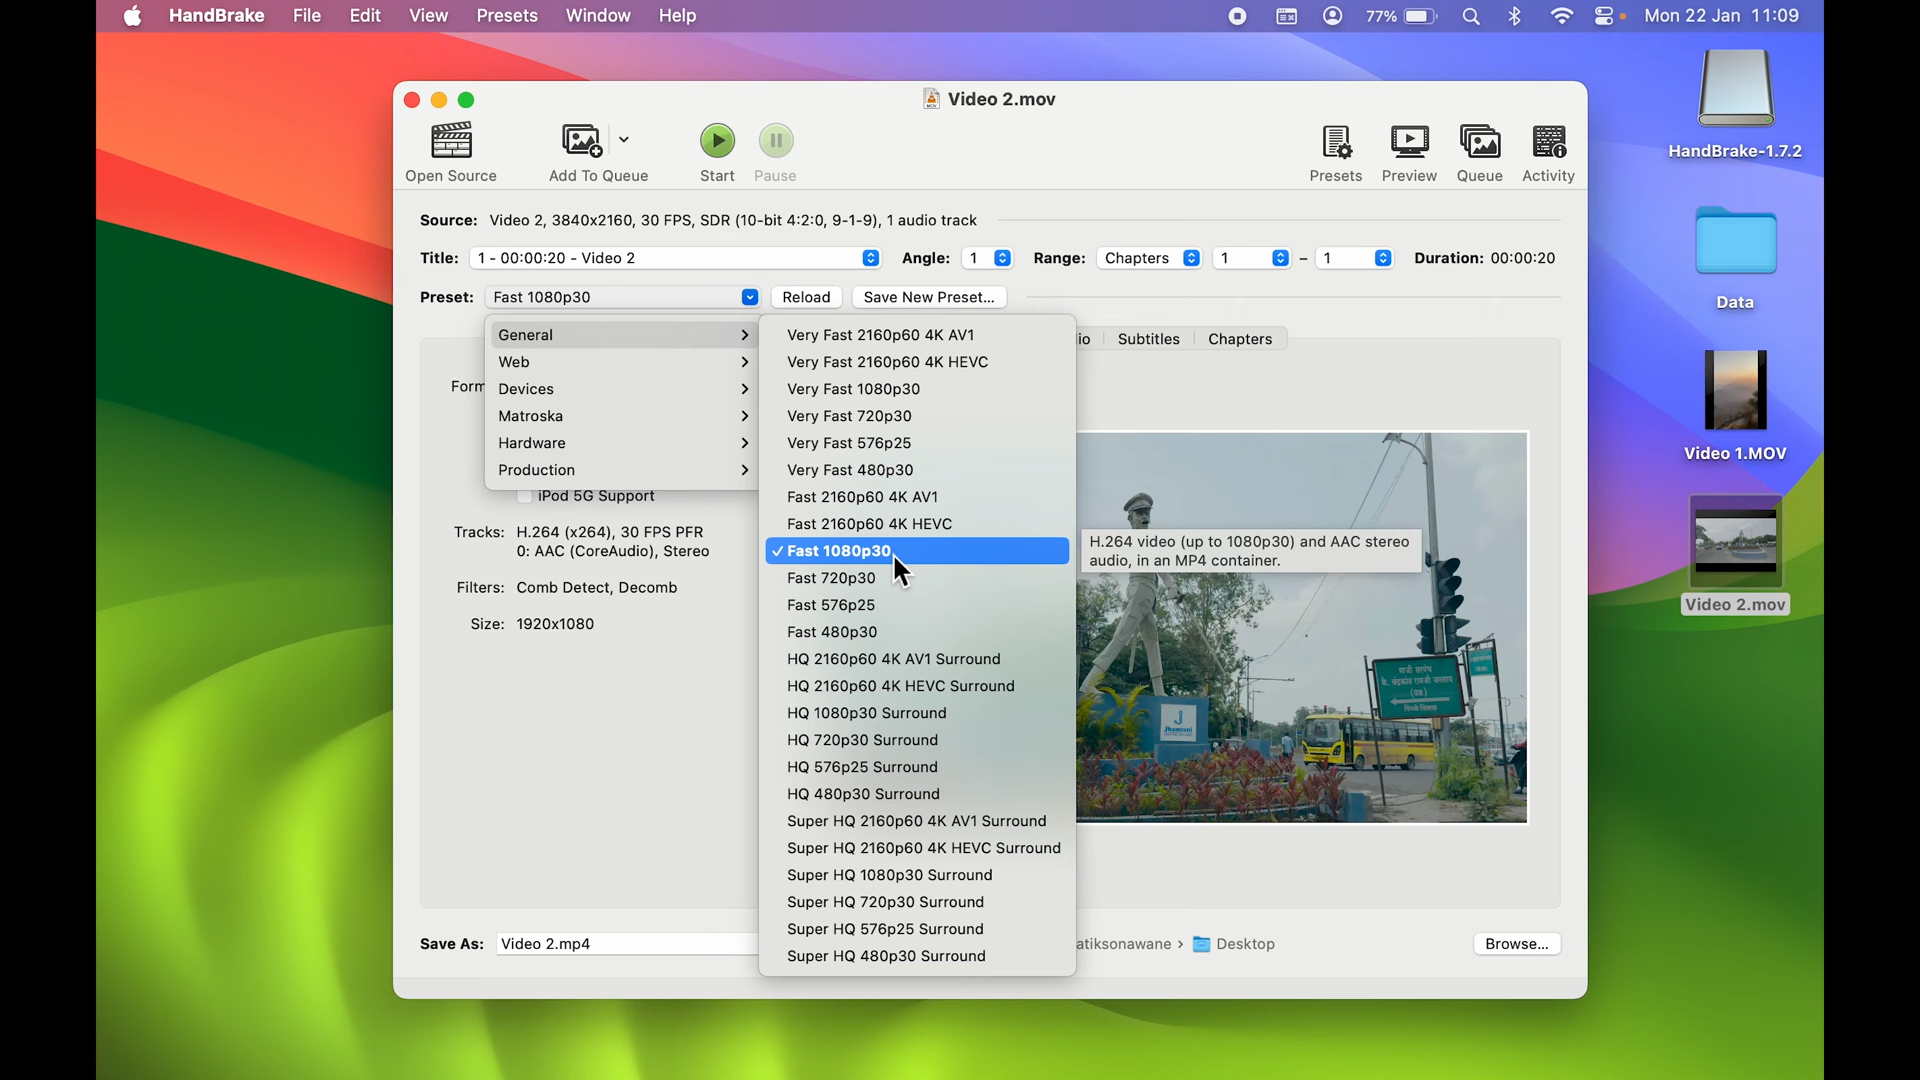 HandBrake File Edit View Presets Window Help 77% Mon 22 Jan 11:09
Video 2.mov
Open Source Add To Queue Start Pause Presets Preview Queue Activity
Source: Video 2, 3840x2160, 30 FPS, SDR (10-bit 4:2:0, 9-1-9), 1 audio track
Title: 1 - 00:00:20 - Video 2 Angle: 1 Range: Chapters 1 – 1 Duration: 00:00:20
Preset: Fast 1080p30 Reload Save New Preset...
General
Web
Devices
Matroska
Hardware
Production
Very Fast 2160p60 4K AV1
Very Fast 2160p60 4K HEVC
Very Fast 1080p30
Very Fast 720p30
Very Fast 576p25
Very Fast 480p30
Fast 2160p60 4K AV1
Fast 2160p60 4K HEVC
✓ Fast 1080p30
Fast 720p30
Fast 576p25
Fast 480p30
HQ 2160p60 4K AV1 Surround
HQ 2160p60 4K HEVC Surround
HQ 1080p30 Surround
HQ 720p30 Surround
HQ 576p25 Surround
HQ 480p30 Surround
Super HQ 2160p60 4K AV1 Surround
Super HQ 2160p60 4K HEVC Surround
Super HQ 1080p30 Surround
Super HQ 720p30 Surround
Super HQ 576p25 Surround
Super HQ 480p30 Surround
io Subtitles Chapters
Form
iPod 5G Support
Tracks: H.264 (x264), 30 FPS PFR
0: AAC (CoreAudio), Stereo
Filters: Comb Detect, Decomb
Size: 1920x1080
H.264 video (up to 1080p30) and AAC stereo
audio, in an MP4 container.
J
Jhamtani
Save As: Video 2.mp4 atiksonawane › Desktop Browse...
HandBrake-1.7.2
Data
Video 1.MOV
Video 2.mov